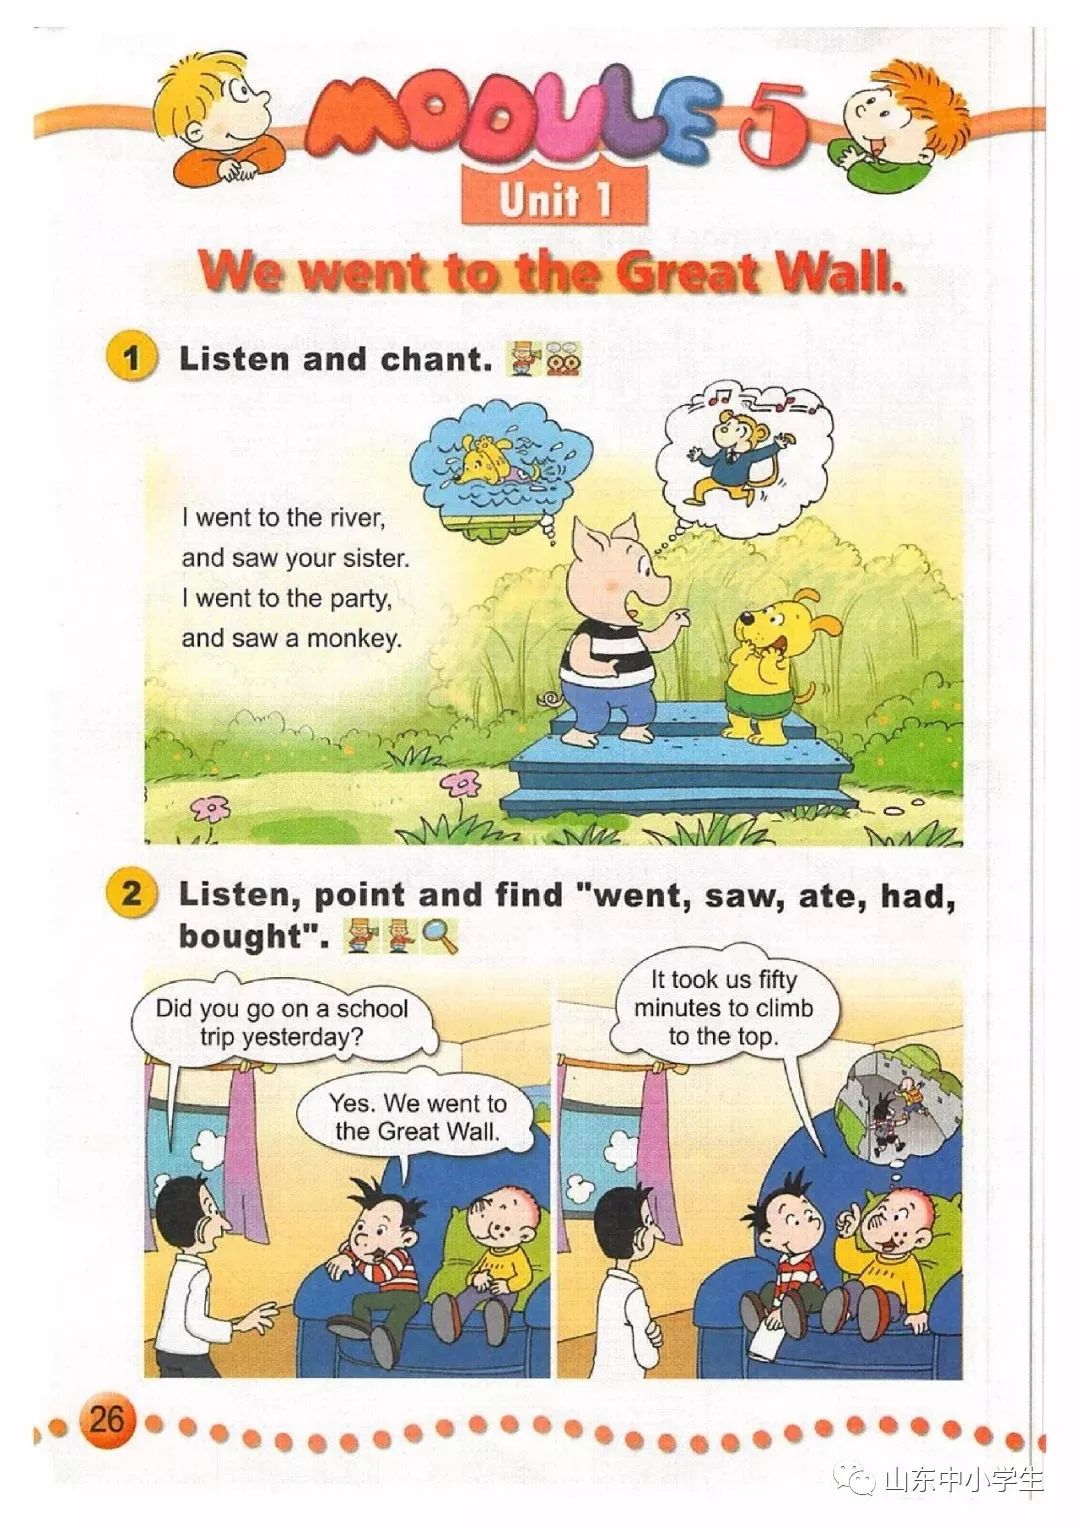 MODULE 5
Unit 1
We went to the Great Wall.
1 Listen and chant.
I went to the river,
and saw your sister.
I went to the party,
and saw a monkey.
2 Listen, point and find "went, saw, ate, had,
bought".
Did you go on a school
trip yesterday?
Yes. We went to
the Great Wall.
It took us fifty
minutes to climb
to the top.
26
山东中小学生